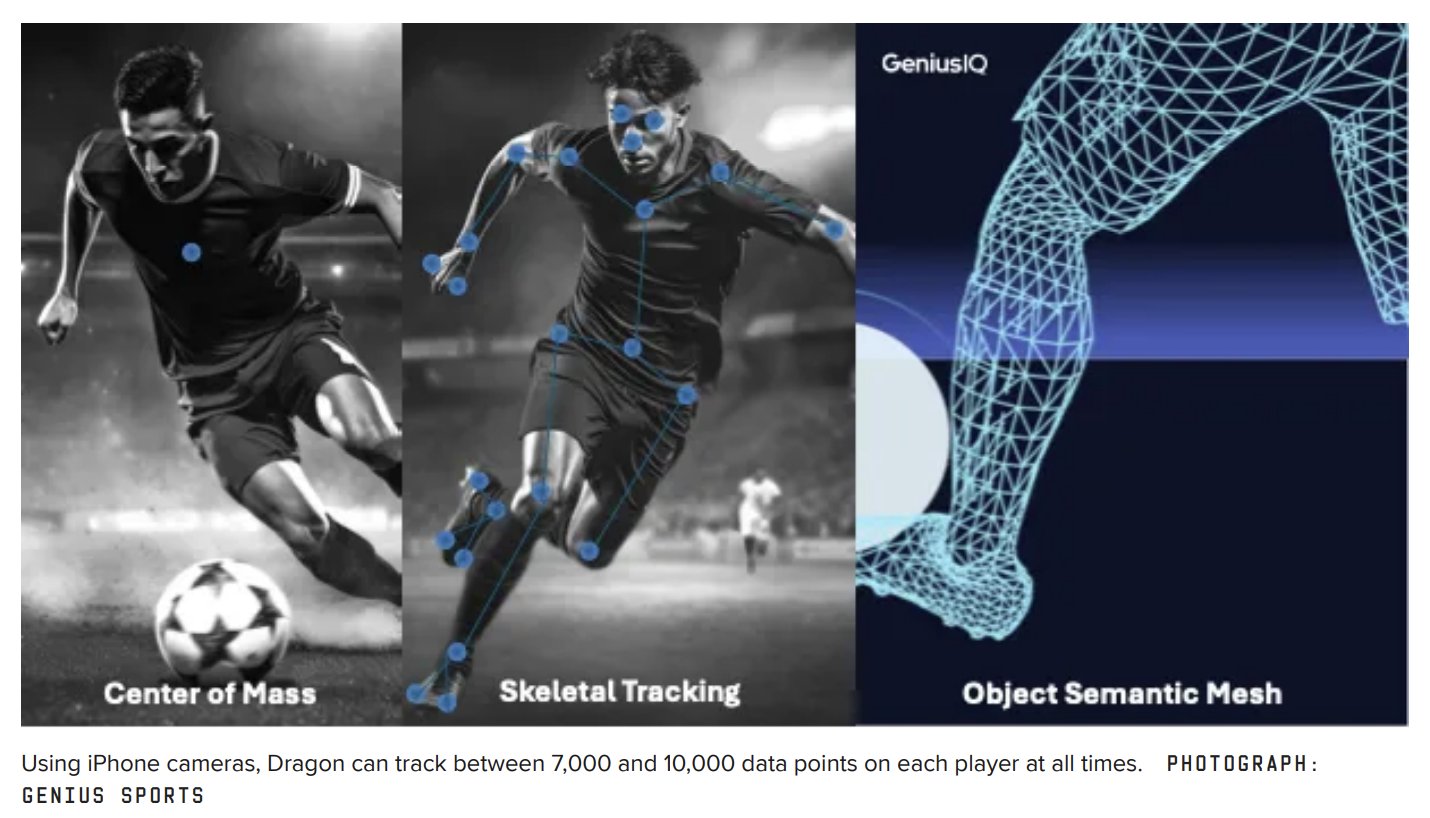 GeniusIQ
Center of Mass
Skeletal Tracking
Object Semantic Mesh
Using iPhone cameras, Dragon can track between 7,000 and 10,000 data points on each player at all times. PHOTOGRAPH:
GENIUS SPORTS